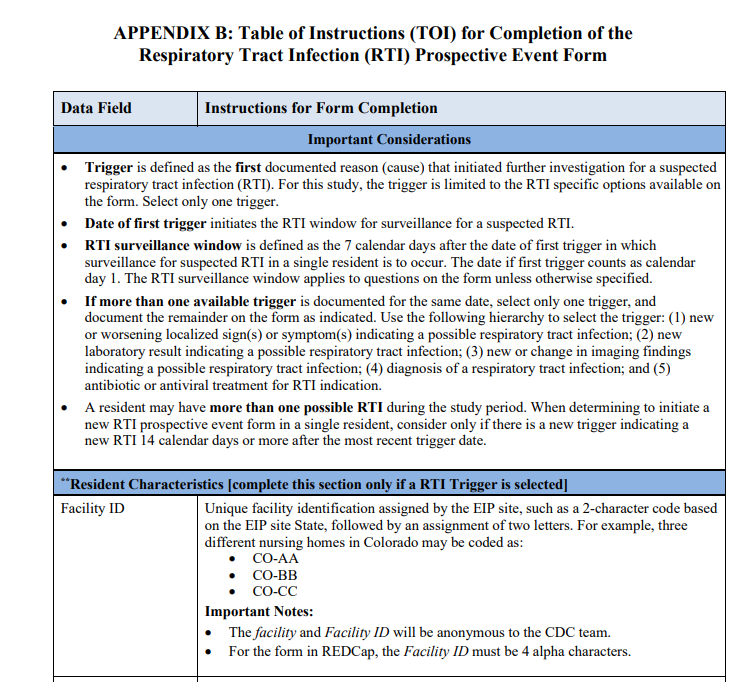 APPENDIX B: Table of Instructions (TOI) for Completion of the
Respiratory Tract Infection (RTI) Prospective Event Form
Data Field
Instructions for Form Completion
Important Considerations
• Trigger is defined as the first documented reason (cause) that initiated further investigation for a suspected
respiratory tract infection (RTI). For this study, the trigger is limited to the RTI specific options available on
the form. Select only one trigger.
• Date of first trigger initiates the RTI window for surveillance for a suspected RTI.
• RTI surveillance window is defined as the 7 calendar days after the date of first trigger in which
surveillance for suspected RTI in a single resident is to occur. The date if first trigger counts as calendar
day 1. The RTI surveillance window applies to questions on the form unless otherwise specified.
• If more than one available trigger is documented for the same date, select only one trigger, and
document the remainder on the form as indicated. Use the following hierarchy to select the trigger: (1) new
or worsening localized sign(s) or symptom(s) indicating a possible respiratory tract infection; (2) new
laboratory result indicating a possible respiratory tract infection; (3) new or change in imaging findings
indicating a possible respiratory tract infection; (4) diagnosis of a respiratory tract infection; and (5)
antibiotic or antiviral treatment for RTI indication.
• A resident may have more than one possible RTI during the study period. When determining to initiate a
new RTI prospective event form in a single resident, consider only if there is a new trigger indicating a
new RTI 14 calendar days or more after the most recent trigger date.
**Resident Characteristics [complete this section only if a RTI Trigger is selected]
Facility ID
Unique facility identification assigned by the EIP site, such as a 2-character code based
on the EIP site State, followed by an assignment of two letters. For example, three
different nursing homes in Colorado may be coded as:
• CO-AA
• CO-BB
• CO-CC
Important Notes:
• The facility and Facility ID will be anonymous to the CDC team.
• For the form in REDCap, the Facility ID must be 4 alpha characters.